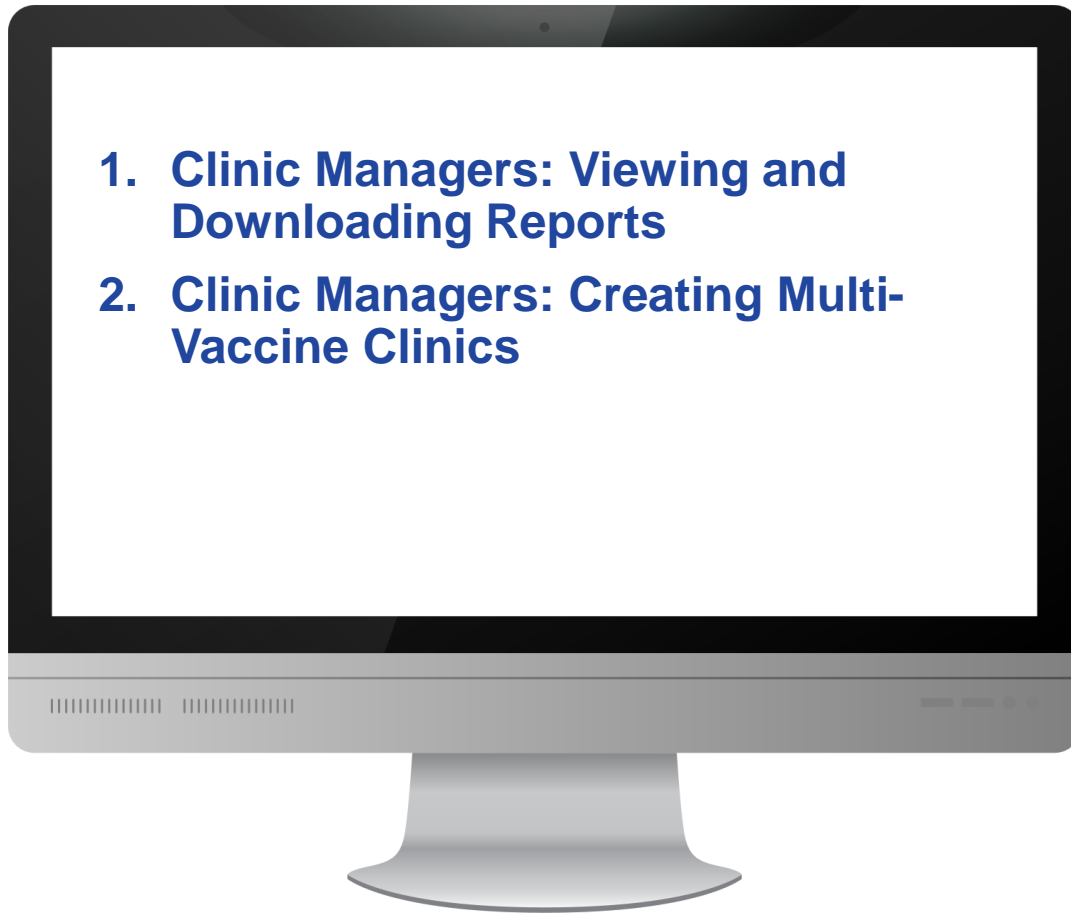 1. Clinic Managers: Viewing and
Downloading Reports
2. Clinic Managers: Creating Multi-
Vaccine Clinics